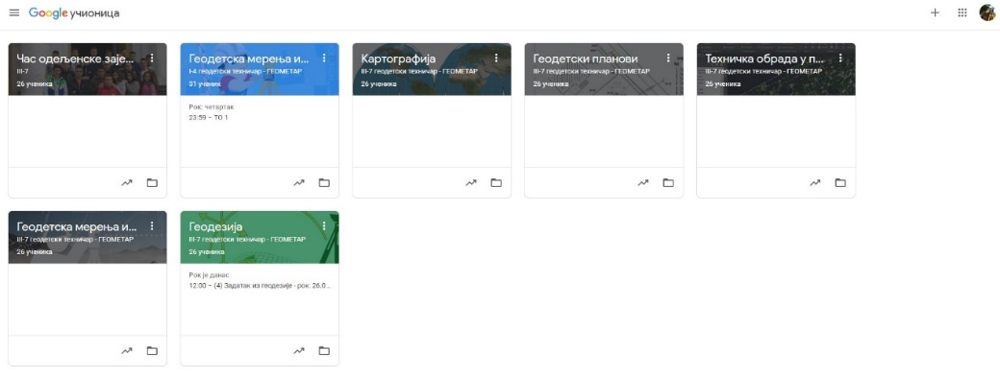 Google учионица
Час одељенске заје...
III-7
26 ученика
Геодетска мерења и...
I-4 геодетски техничар - ГЕОМЕТАР
31 ученик
Рок: четвртак
23:59 – ТО 1
Картографија
III-7 геодетски техничар - ГЕОМЕТАР
26 ученика
Геодетски планови
III-7 геодетски техничар - ГЕОМЕТАР
26 ученика
Техничка обрада у п...
III-7 геодетски техничар - ГЕОМЕТАР
26 ученика
Геодетска мерења и...
III-7 геодетски техничар - ГЕОМЕТАР
26 ученика
Геодезија
III-7 геодетски техничар - ГЕОМЕТАР
26 ученика
Рок је данас
12:00 – (4) Задатак из геодезије - рок: 26.0...